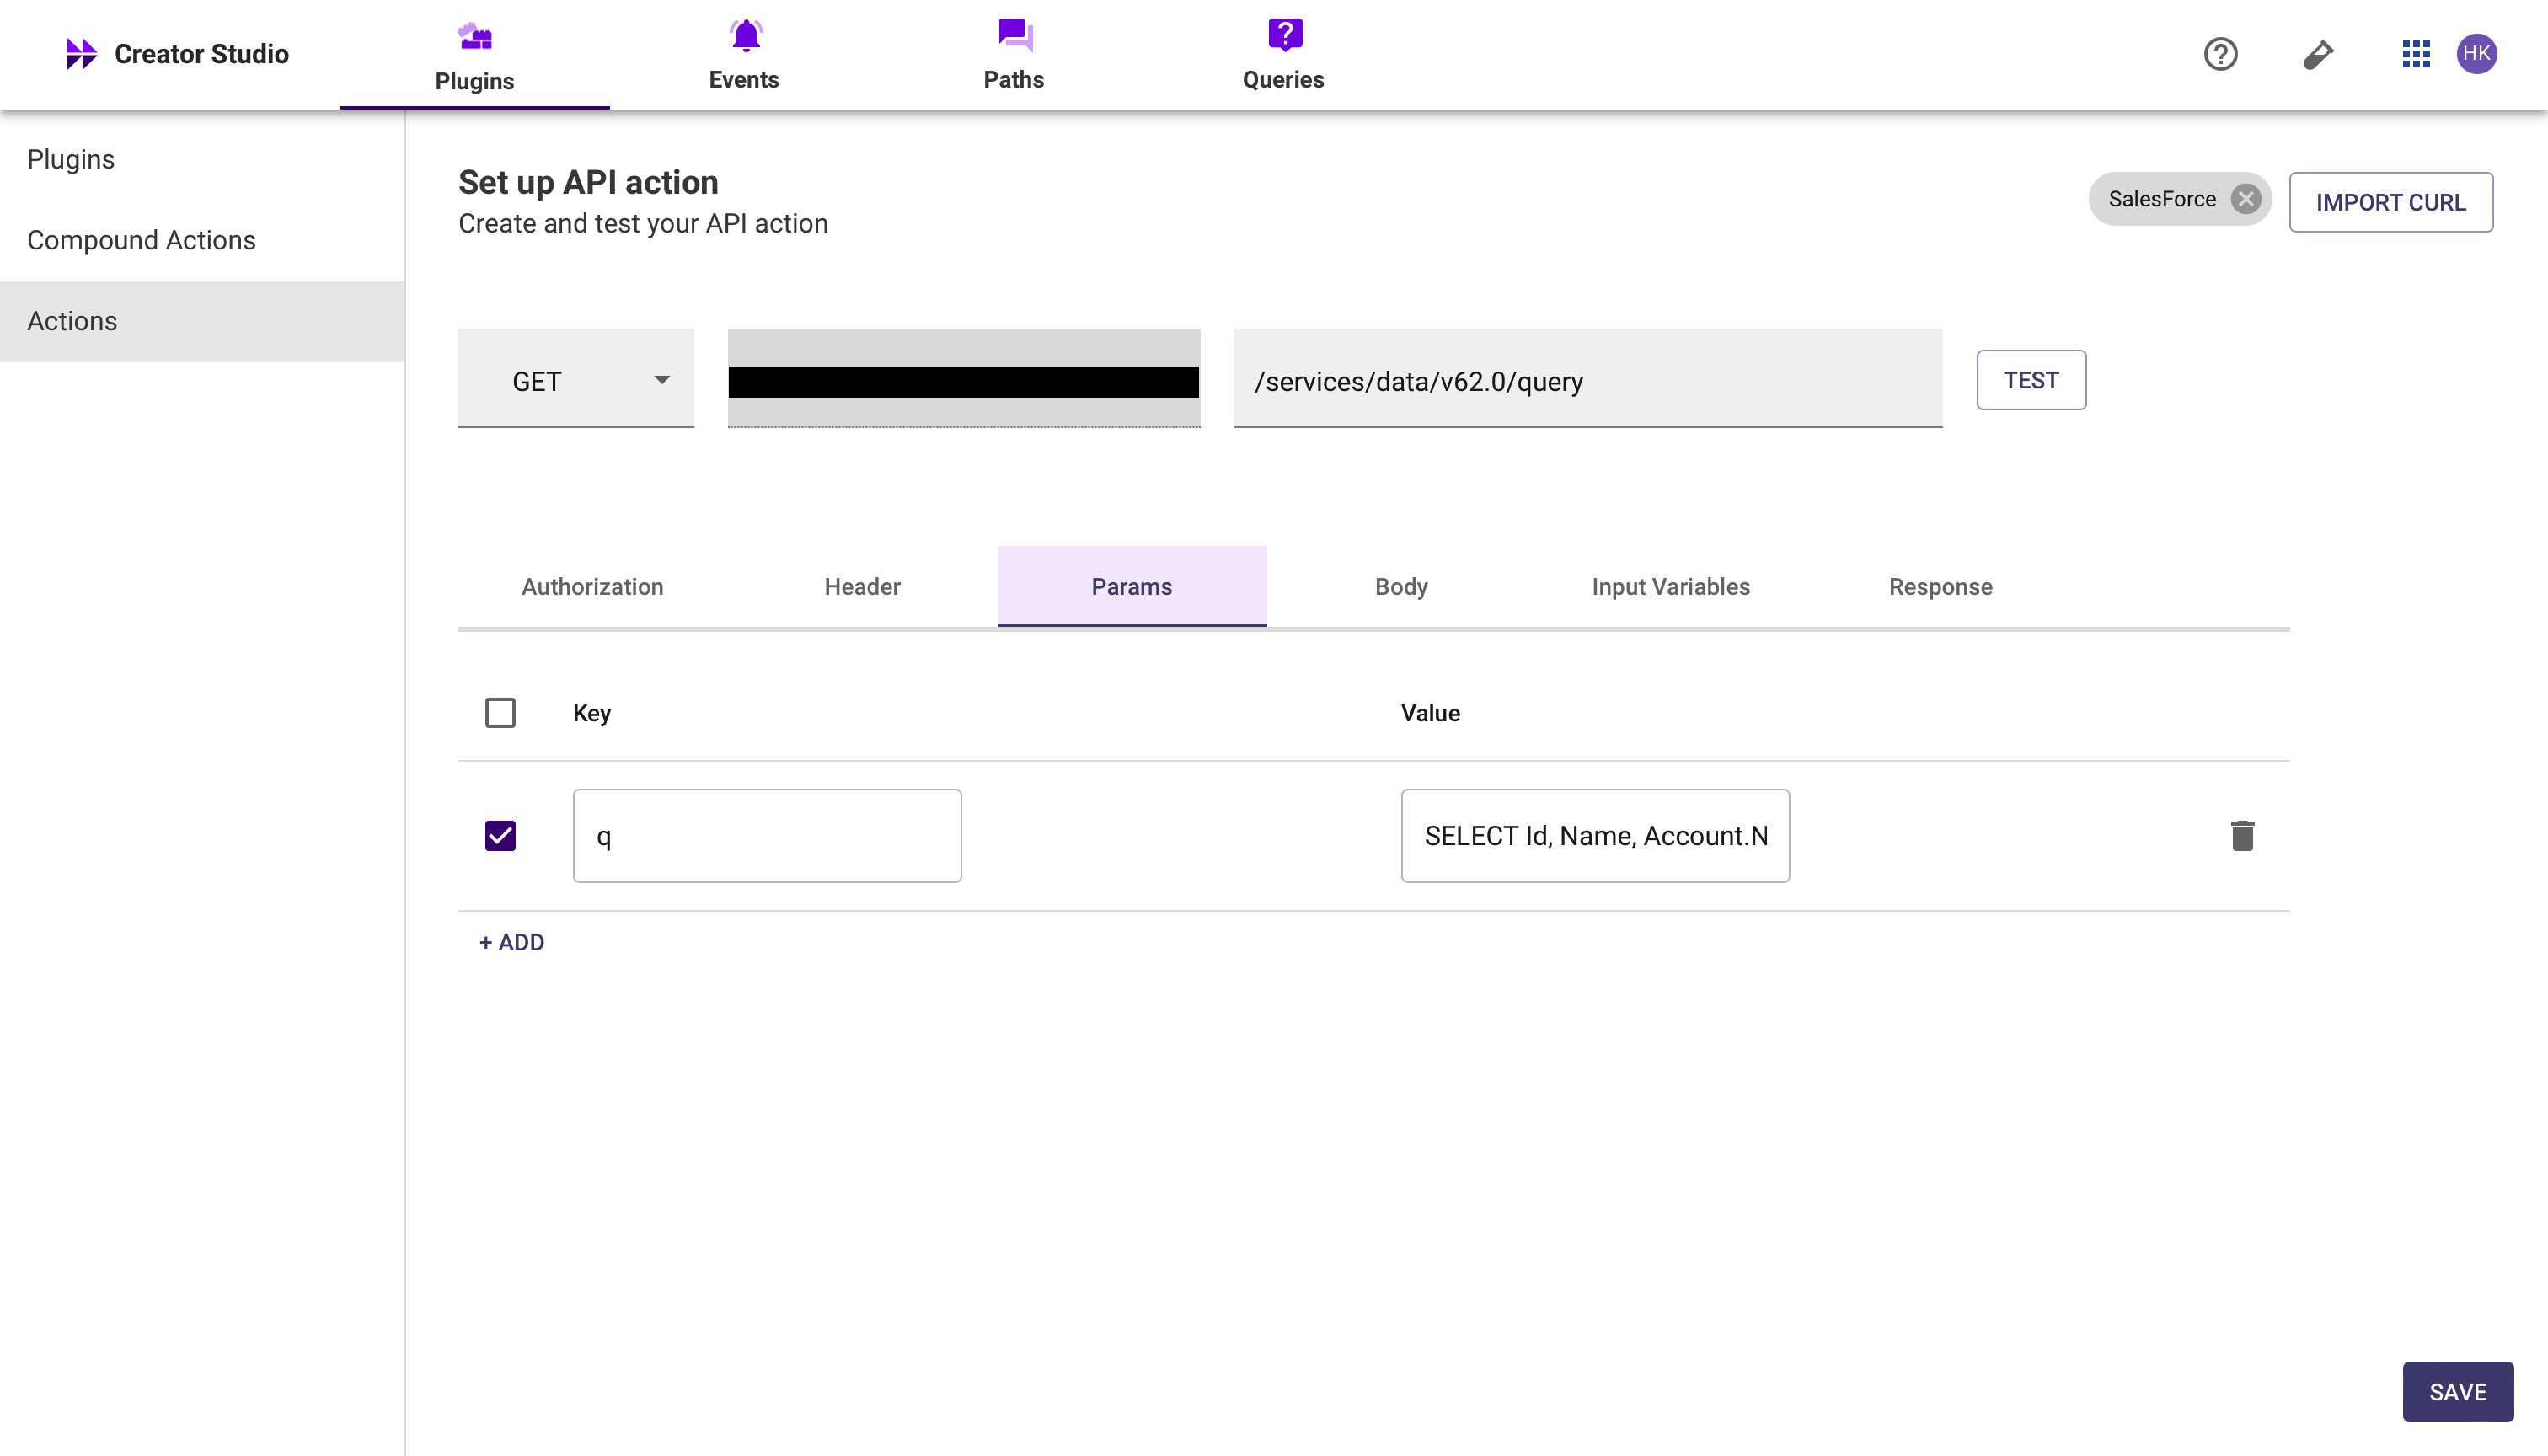 Creator Studio
Plugins
Events
Paths
Queries
HK
Plugins
Compound Actions
Actions
Set up API action
Create and test your API action
SalesForce
IMPORT CURL
GET
/services/data/v62.0/query
TEST
Authorization
Header
Params
Body
Input Variables
Response
Key
Value
q
SELECT Id, Name, Account.N
+ ADD
SAVE